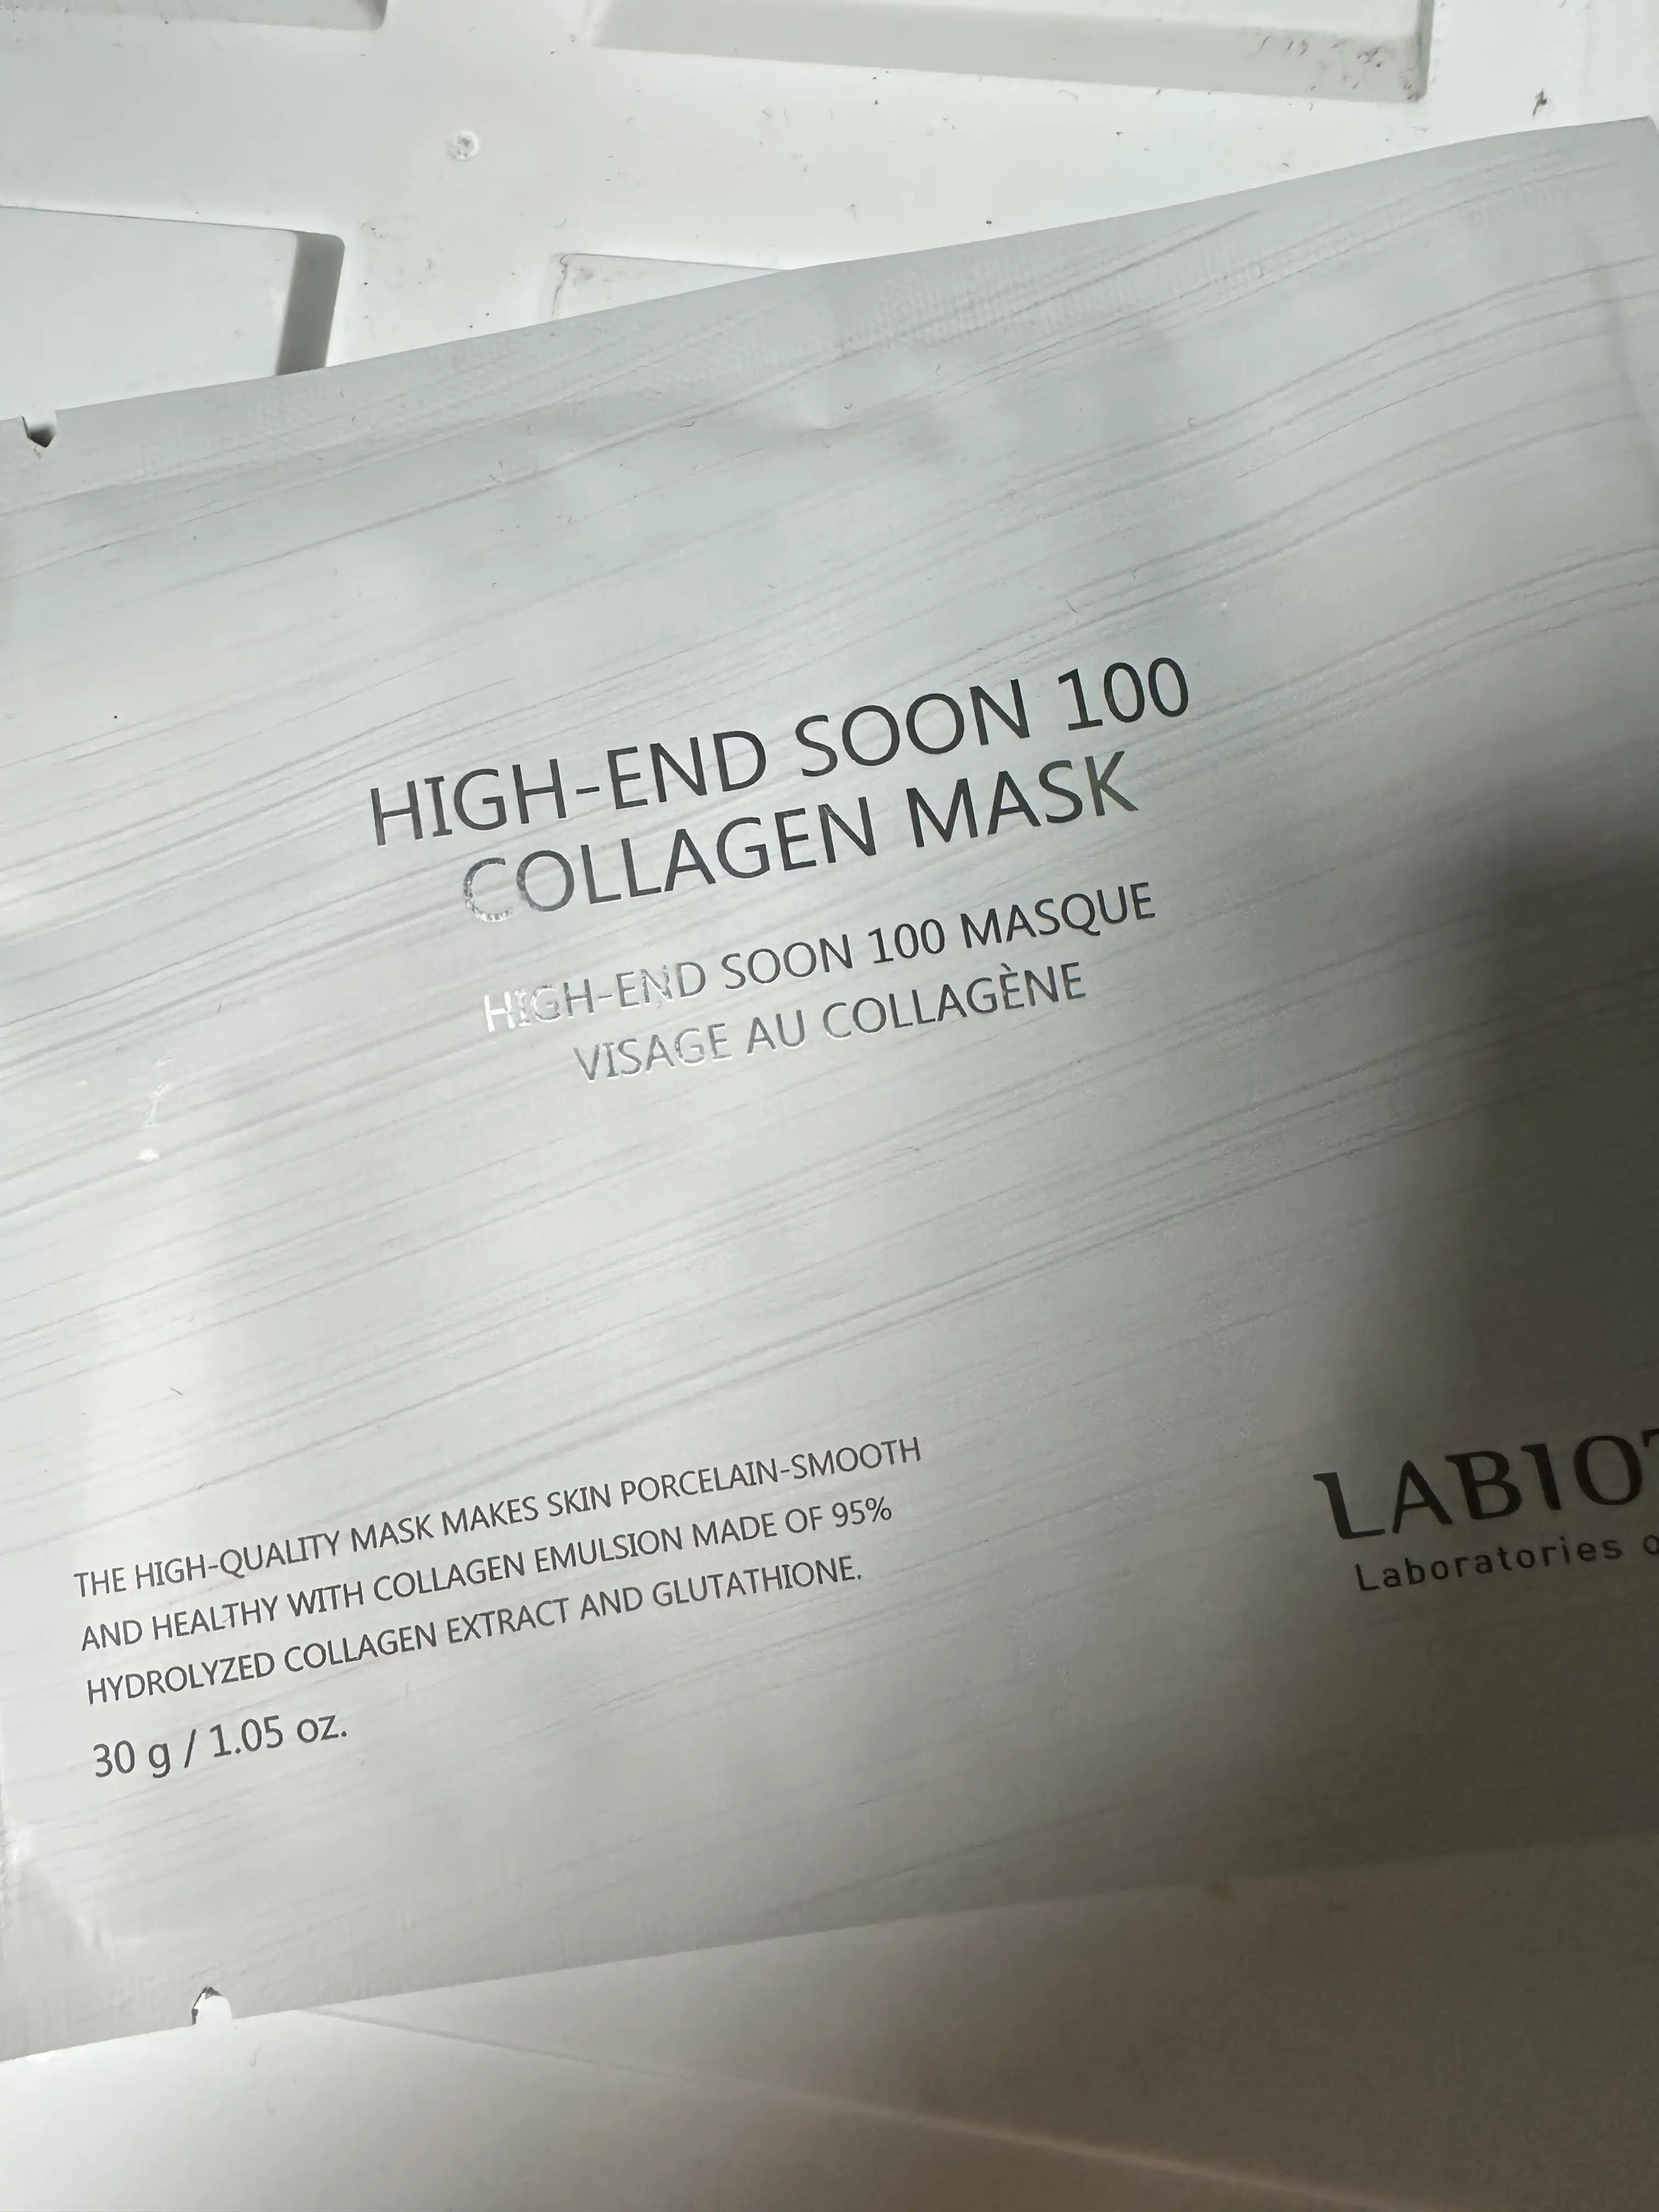 HIGH-END SOON 100
COLLAGEN MASK
HIGH-END SOON 100 MASQUE
VISAGE AU COLLAGÈNE
THE HIGH-QUALITY MASK MAKES SKIN PORCELAIN-SMOOTH
AND HEALTHY WITH COLLAGEN EMULSION MADE OF 95%
HYDROLYZED COLLAGEN EXTRACT AND GLUTATHIONE.
30 g / 1.05 oz.
LABIO
Laboratories